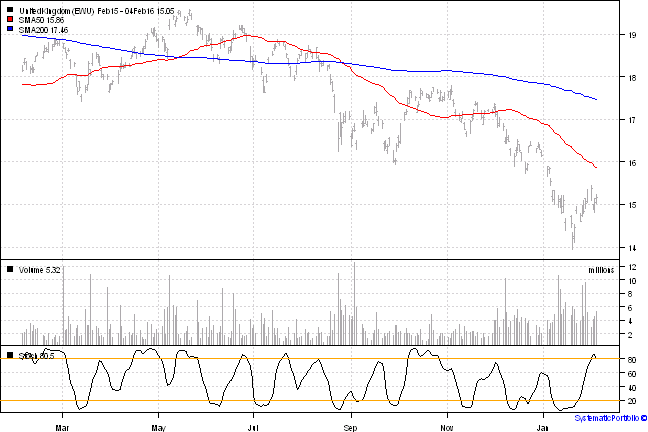 UnitedKingdom (EWU) Feb15 - 04Feb16 15.05
SMA50 15.86
SMA200 17.46
19
18
17
16
15
14
Volume 5.32
millions
12
10
8
6
4
2
80
60
40
20
Mar May Jul Sep Nov Jan
SystematicPortfolio ©